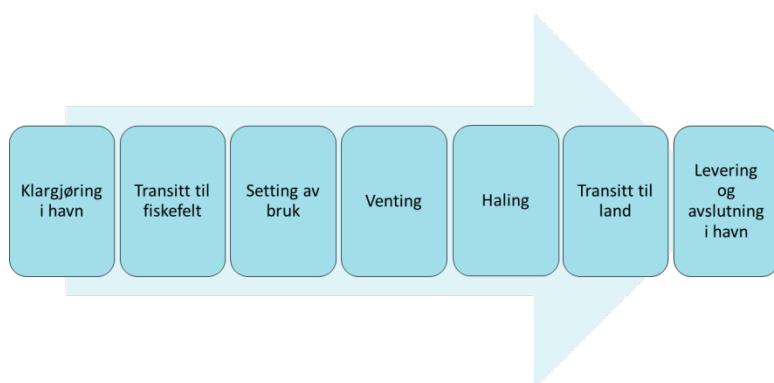 Klargjøring
i havn
Transitt til
fiskefelt
Setting av
bruk
Venting
Haling
Transitt til
land
Levering
og
avslutning
i havn